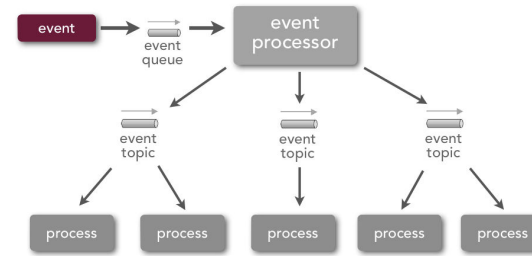 event
event
queue
event
processor
event
topic
event
topic
event
topic
process
process
process
process
process